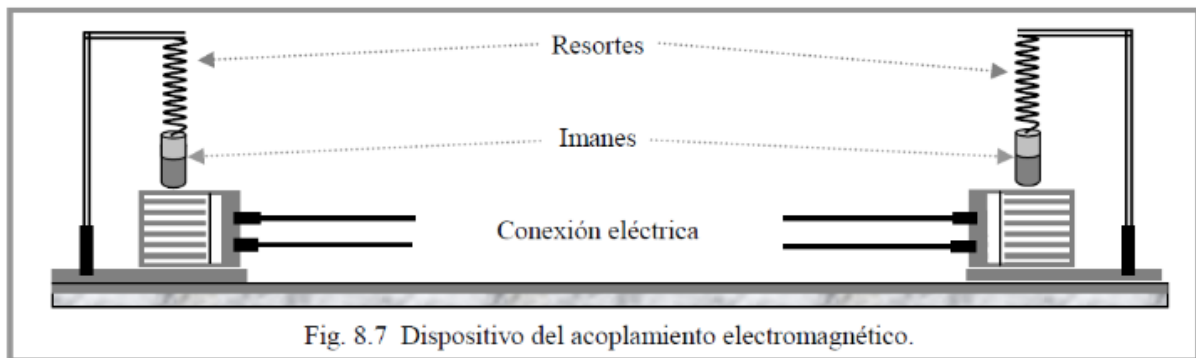 Resortes
Imanes
Conexión eléctrica
Fig. 8.7 Dispositivo del acoplamiento electromagnético.